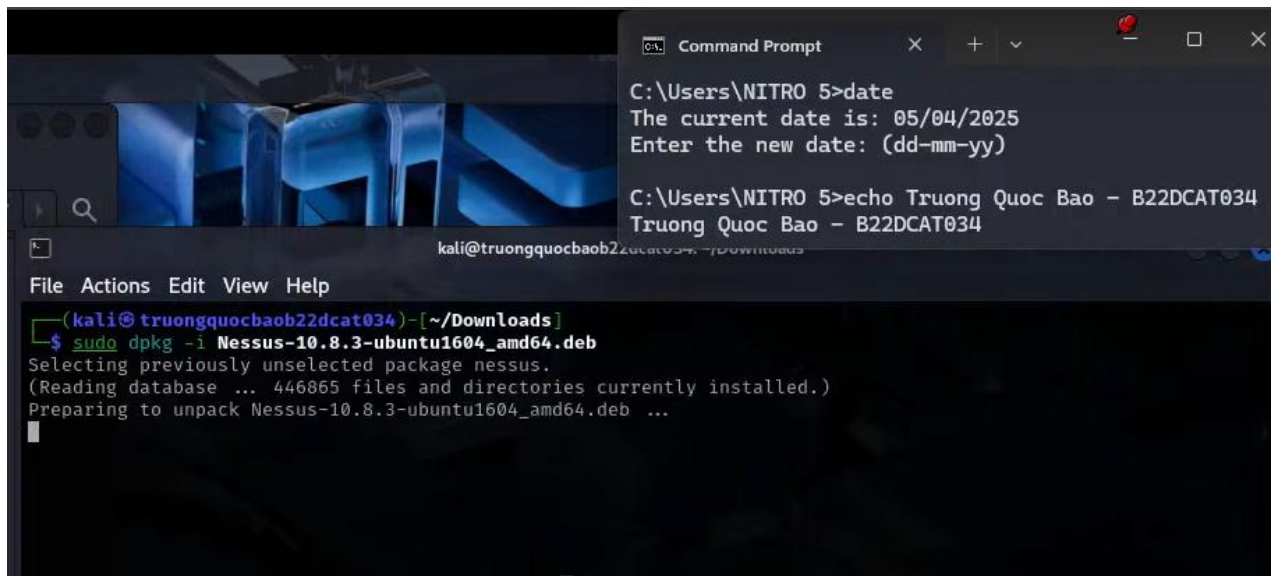 Command Prompt
C:\Users\NITRO 5>date
The current date is: 05/04/2025
Enter the new date: (dd-mm-yy)
C:\Users\NITRO 5>echo Truong Quoc Bao - B22DCAT034
Truong Quoc Bao - B22DCAT034
kali@truongquocbaob22dcat034: ~/Downloads
File Actions Edit View Help
(kali㉿truongquocbaob22dcat034)-[~/Downloads]
$ sudo dpkg -i Nessus-10.8.3-ubuntu1604_amd64.deb
Selecting previously unselected package nessus.
(Reading database ... 446865 files and directories currently installed.)
Preparing to unpack Nessus-10.8.3-ubuntu1604_amd64.deb ...